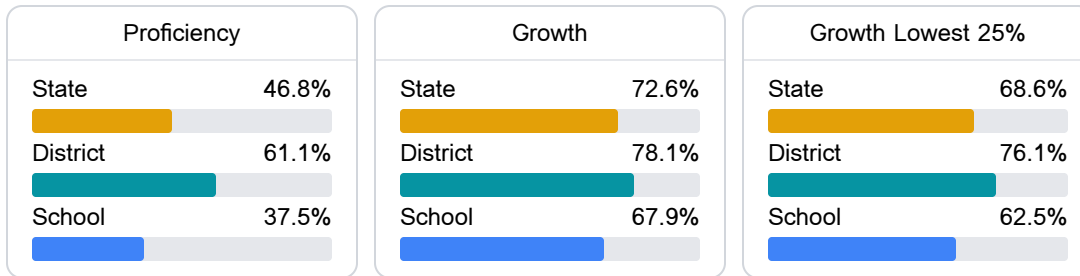 Proficiency
State 46.8%
District 61.1%
School 37.5%
Growth
State 72.6%
District 78.1%
School 67.9%
Growth Lowest 25%
State 68.6%
District 76.1%
School 62.5%